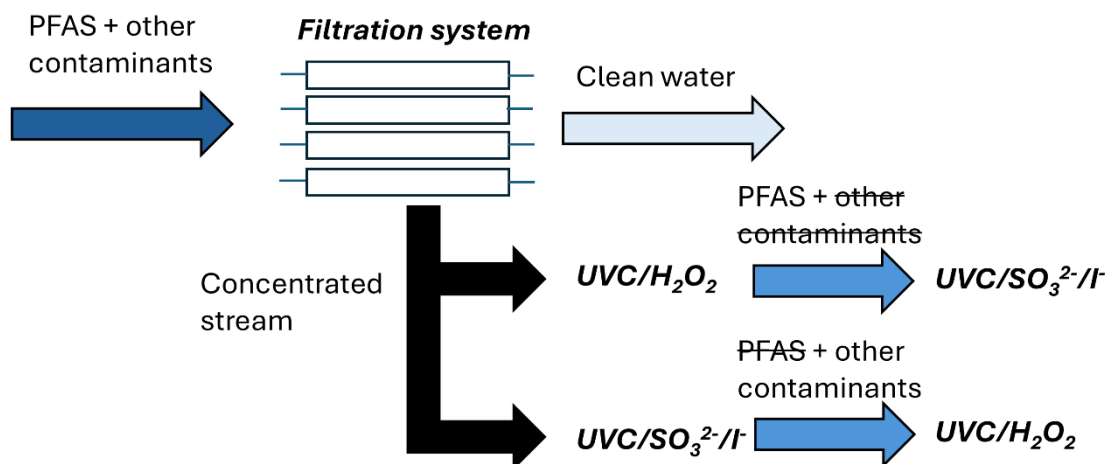 PFAS + other
contaminants
Filtration system
Clean water
Concentrated
stream
UVC/H₂O₂
PFAS + other
contaminants
UVC/SO₃²⁻/I⁻
UVC/SO₃²⁻/I⁻
PFAS + other
contaminants
UVC/H₂O₂